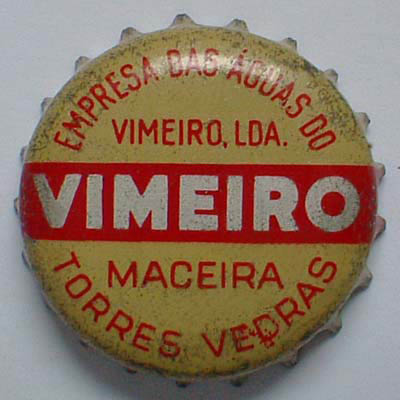 EMPRESA DAS ÁGUAS DO
VIMEIRO, LDA.
VIMEIRO
MACEIRA
TORRES VEDRAS